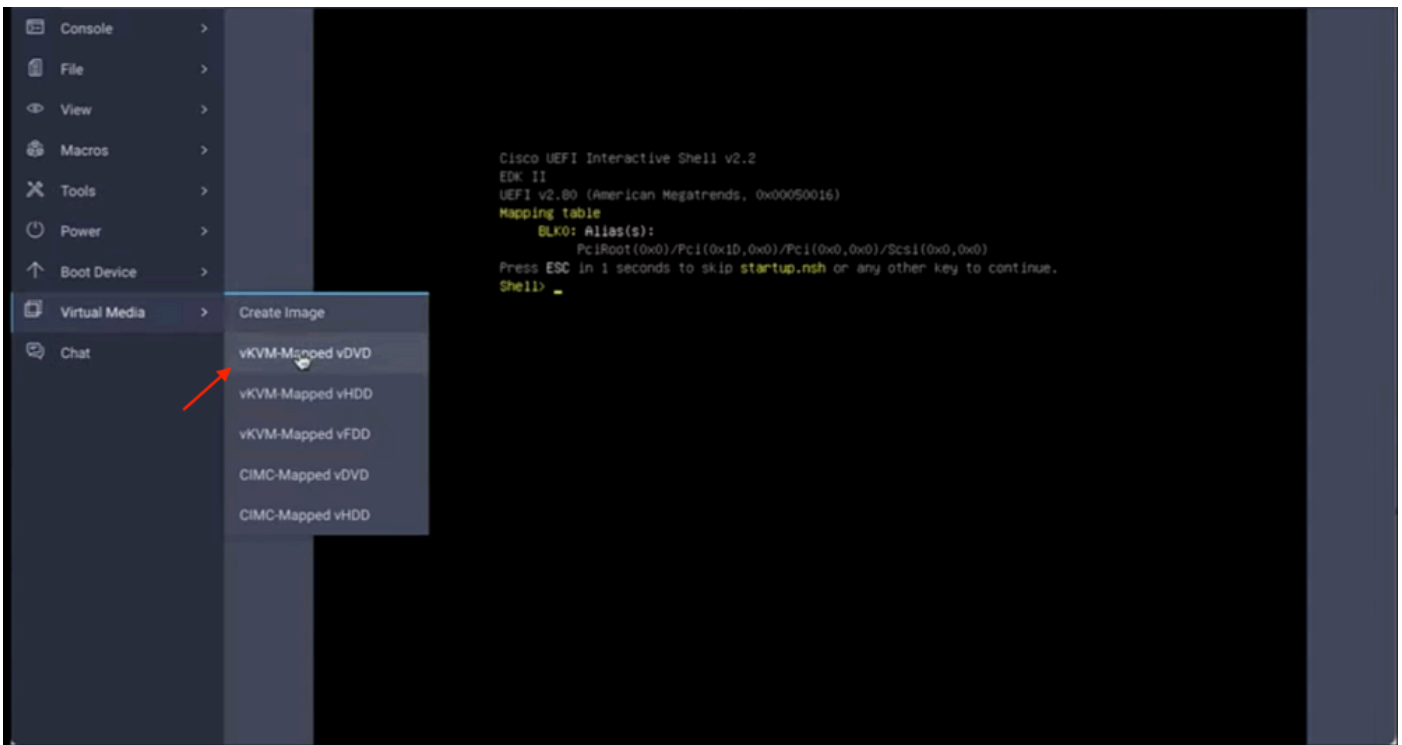 Console
File
View
Macros
Tools
Power
Boot Device
Virtual Media
Chat
Create Image
vKVM-Mapped vDVD
vKVM-Mapped vHDD
vKVM-Mapped vFDD
CIMC-Mapped vDVD
CIMC-Mapped vHDD
Cisco UEFI Interactive Shell v2.2
EDK II
UEFI v2.80 (American Megatrends, 0x00050016)
Mapping table
BLK0: Alias(s):
PciRoot(0x0)/Pci(0x1D,0x0)/Pci(0x0,0x0)/Scsi(0x0,0x0)
Press ESC in 1 seconds to skip startup.nsh or any other key to continue.
Shell> _